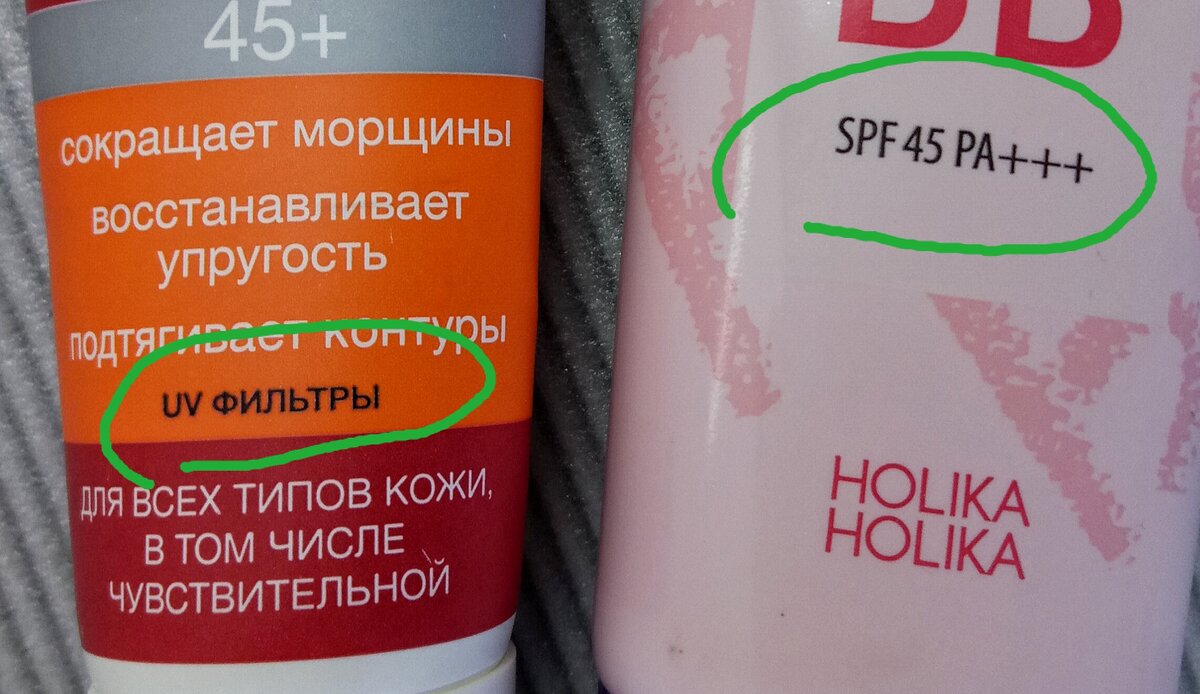 45+
сокращает морщины
восстанавливает
упругость
подтягивает контуры
UV ФИЛЬТРЫ
ДЛЯ ВСЕХ ТИПОВ КОЖИ,
В ТОМ ЧИСЛЕ
ЧУВСТВИТЕЛЬНОЙ
BB
SPF 45 PA+++
HOLIKA
HOLIKA